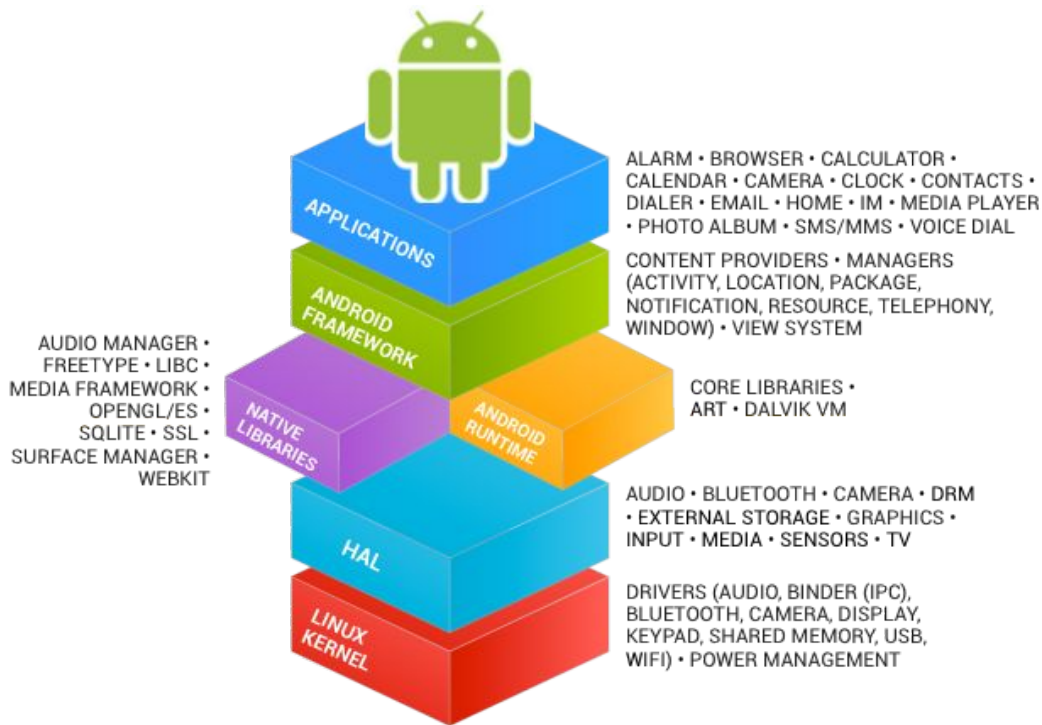 ALARM • BROWSER • CALCULATOR •
CALENDAR • CAMERA • CLOCK • CONTACTS •
DIALER • EMAIL • HOME • IM • MEDIA PLAYER
• PHOTO ALBUM • SMS/MMS • VOICE DIAL
APPLICATIONS
CONTENT PROVIDERS • MANAGERS
(ACTIVITY, LOCATION, PACKAGE,
NOTIFICATION, RESOURCE, TELEPHONY,
WINDOW) • VIEW SYSTEM
ANDROID
FRAMEWORK
AUDIO MANAGER •
FREETYPE • LIBC •
MEDIA FRAMEWORK •
OPENGL/ES •
SQLITE • SSL •
SURFACE MANAGER •
WEBKIT
NATIVE
LIBRARIES
ANDROID
RUNTIME
CORE LIBRARIES •
ART • DALVIK VM
HAL
AUDIO • BLUETOOTH • CAMERA • DRM
• EXTERNAL STORAGE • GRAPHICS •
INPUT • MEDIA • SENSORS • TV
LINUX
KERNEL
DRIVERS (AUDIO, BINDER (IPC),
BLUETOOTH, CAMERA, DISPLAY,
KEYPAD, SHARED MEMORY, USB,
WIFI) • POWER MANAGEMENT